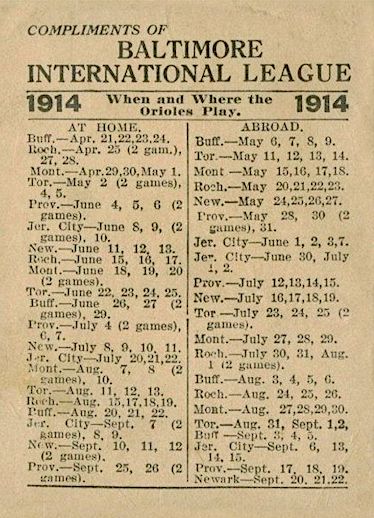 COMPLIMENTS OF
BALTIMORE
INTERNATIONAL LEAGUE
1914 When and Where the 1914
Orioles Play.
AT HOME.
Buff.—Apr. 21,22,23,24.
Roch.—Apr. 25 (2 gam.),
27, 28.
Mont.—Apr.29,30,May 1.
Tor.—May 2 (2 games),
4, 5.
Prov.—June 4, 5, 6 (2
games).
Jer. City—June 8, 9, (2
games), 10.
New.—June 11, 12, 13.
Roch.—June 15, 16, 17.
Mont.—June 18, 19, 20
(2 games).
Tor.—June 22, 23, 24, 25.
Buff.—June 26, 27 (2
games), 29.
Prov.—July 4 (2 games),
6, 7.
New.—July 8, 9, 10, 11.
Jer. City—July 20,21,22.
Mont.—Aug. 7, 8 (2
games), 10.
Tor.—Aug. 11, 12, 13.
Roch.—Aug. 15,17,18,19.
Buff.—Aug. 20, 21, 22.
Jer. City—Sept. 7 (2
games), 8, 9.
New.—Sept. 10, 11, 12
(2 games).
Prov.—Sept. 25, 26 (2
games).
ABROAD.
Buff.—May 6, 7, 8, 9.
Tor.—May 11, 12, 13, 14.
Mont—May 15,16, 17,18.
Roch.—May 20,21,22,23.
New.—May 24,25,26,27.
Prov.—May 28, 30 (2
games), 31.
Jer. City—June 1, 2, 3,7.
Jer. City—June 30, July
1, 2.
Prov.—July 12,13,14,15.
New.—July 16,17,18,19.
Tor—July 23, 24, 25 (2
games).
Mont.—July 27, 28, 29.
Roch.—July 30, 31, Aug.
1 (2 games).
Buff.—Aug. 3, 4, 5, 6.
Roch.—Aug. 24, 25, 26.
Mont.—Aug. 27,28,29,30.
Tor.—Aug. 31, Sept. 1,2,
Buff—Sept. 3, 4, 5.
Jer. City—Sept. 6, 13,
14, 15.
Prov.—Sept. 17, 18, 19.
Newark—Sept. 20, 21,22.